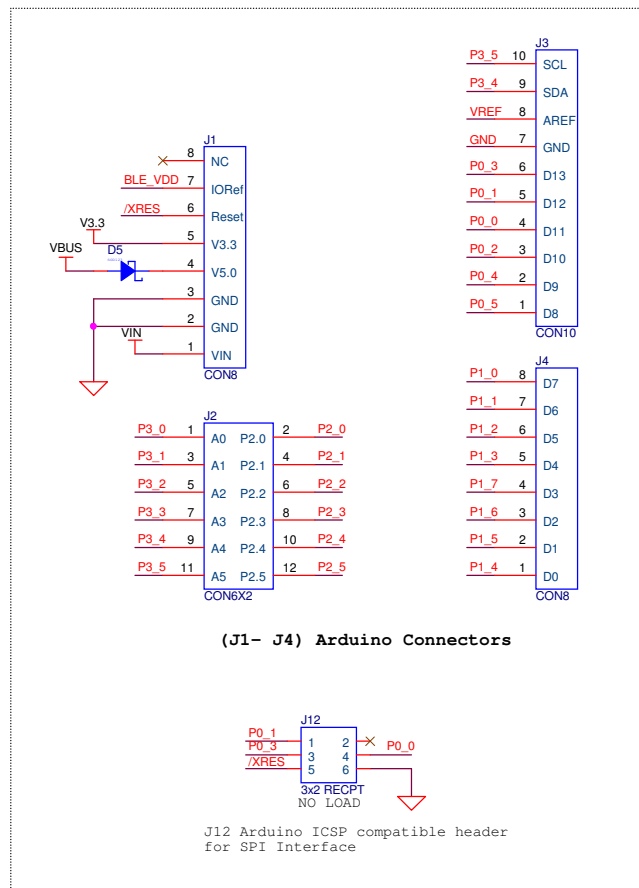 J1
8 NC
BLE_VDD 7 IORef
/XRES 6 Reset
V3.3 5 V3.3
VBUS D5 4 V5.0
3 GND
2 GND
VIN 1 VIN
CON8
J3
P3_5 10 SCL
P3_4 9 SDA
VREF 8 AREF
GND 7 GND
P0_3 6 D13
P0_1 5 D12
P0_0 4 D11
P0_2 3 D10
P0_4 2 D9
P0_5 1 D8
CON10
J2
P3_0 1 A0 P2.0 2 P2_0
P3_1 3 A1 P2.1 4 P2_1
P3_2 5 A2 P2.2 6 P2_2
P3_3 7 A3 P2.3 8 P2_3
P3_4 9 A4 P2.4 10 P2_4
P3_5 11 A5 P2.5 12 P2_5
CON6X2
J4
P1_0 8 D7
P1_1 7 D6
P1_2 6 D5
P1_3 5 D4
P1_7 4 D3
P1_6 3 D2
P1_5 2 D1
P1_4 1 D0
CON8
(J1- J4) Arduino Connectors
J12
P0_1 1 2
P0_3 3 4 P0_0
/XRES 5 6
3x2 RECPT
NO LOAD
J12 Arduino ICSP compatible header
for SPI Interface